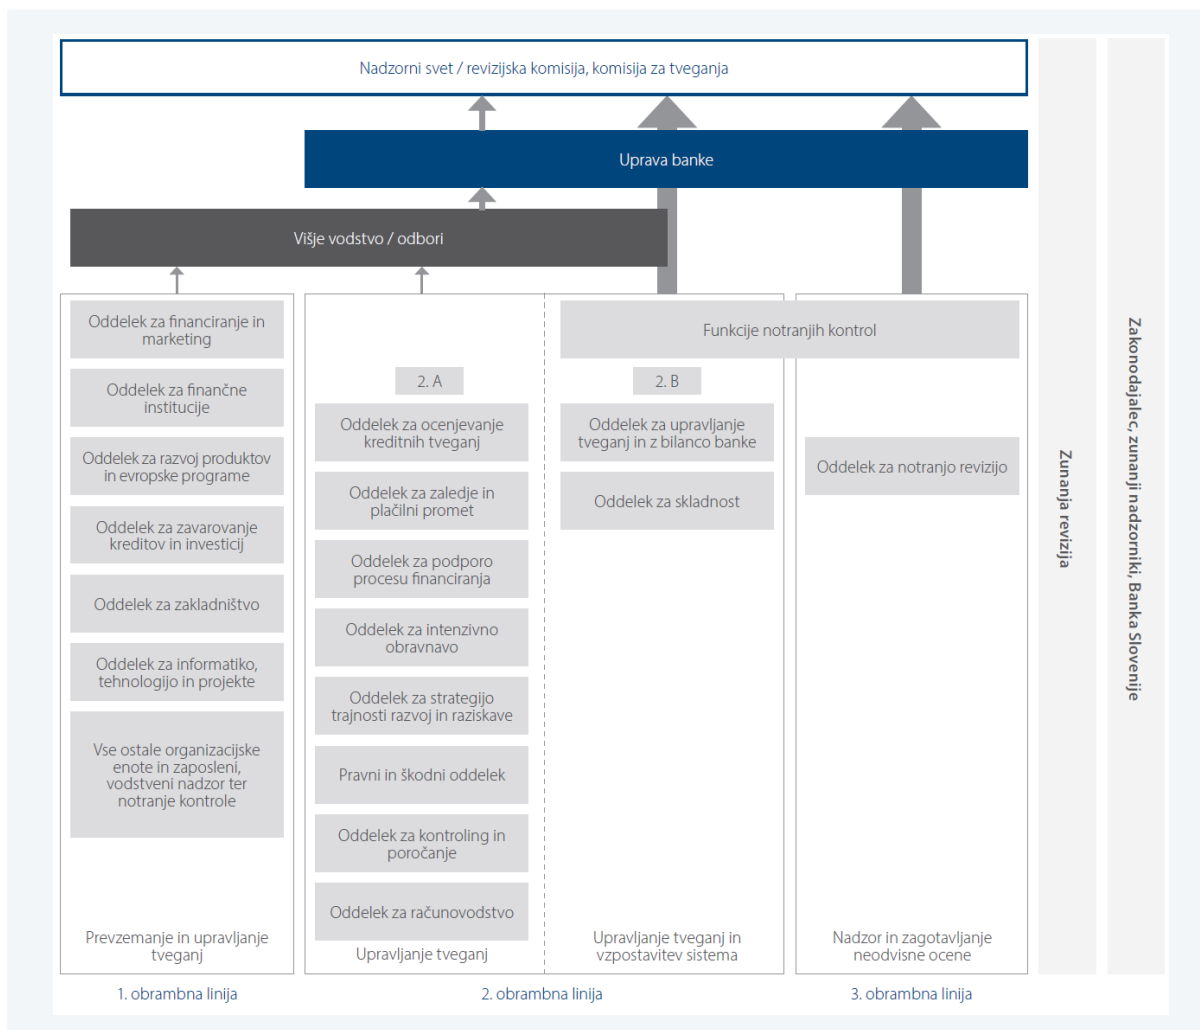 Nadzorni svet / revizijska komisija, komisija za tveganja
Uprava banke
Višje vodstvo / odbori
Oddelek za financiranje in
marketing
Oddelek za finančne
institucije
Oddelek za razvoj produktov
in evropske programe
Oddelek za zavarovanje
kreditov in investicij
Oddelek za zakladništvo
Oddelek za informatiko,
tehnologijo in projekte
Vse ostale organizacijske
enote in zaposleni,
vodstveni nadzor ter
notranje kontrole
Prevzemanje in upravljanje
tveganj
1. obrambna linija
2. A
Oddelek za ocenjevanje
kreditnih tveganj
Oddelek za zaledje in
plačilni promet
Oddelek za podporo
procesu financiranja
Oddelek za intenzivno
obravnavo
Oddelek za strategijo
trajnosti razvoj in raziskave
Pravni in škodni oddelek
Oddelek za kontroling in
poročanje
Oddelek za računovodstvo
Upravljanje tveganj
Funkcije notranjih kontrol
2. B
Oddelek za upravljanje
tveganj in z bilanco banke
Oddelek za skladnost
Upravljanje tveganj in
vzpostavitev sistema
2. obrambna linija
Oddelek za notranjo revizijo
Nadzor in zagotavljanje
neodvisne ocene
3. obrambna linija
Zunanja revizija
Zakonodajalec, zunanji nadzorniki, Banka Slovenije